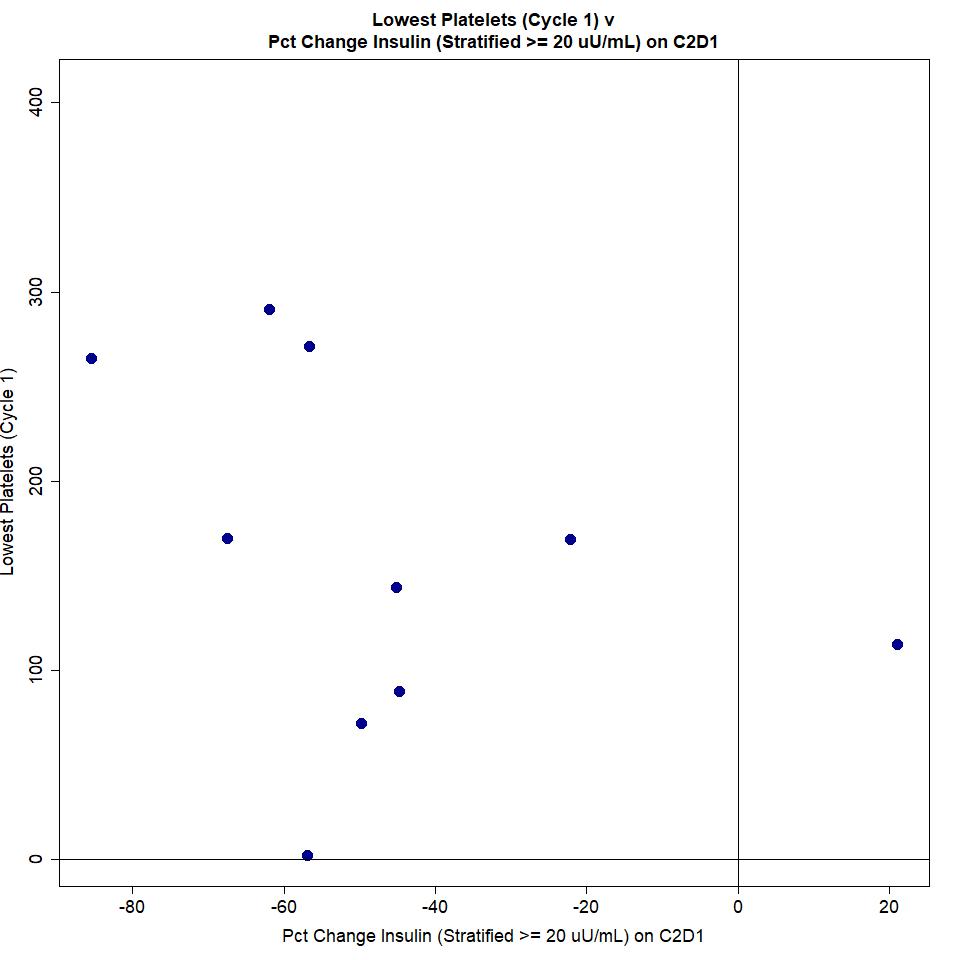 Lowest Platelets (Cycle 1) v
Pct Change Insulin (Stratified >= 20 uU/mL) on C2D1
400
300
200
100
0
Lowest Platelets (Cycle 1)
-80
-60
-40
-20
0
20
Pct Change Insulin (Stratified >= 20 uU/mL) on C2D1